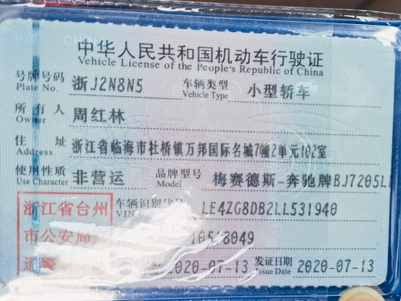 中华人民共和国机动车行驶证
Vehicle License of the People's Republic of China
号牌号码 Plate No. 浙J2N8N5 车辆类型 Vehicle Type 小型轿车
所有人 Owner 周红林
住址 Address 浙江省临海市杜桥镇万邦国际名城7幢2单元102室
使用性质 Use Character 非营运 品牌型号 Model 梅赛德斯-奔驰牌BJ7205L
浙江省台州 车辆识别代号 VIN LE4ZG8DB2LL531940
市公安局 10518049
2020-07-13 发证日期 Issue Date 2020-07-13